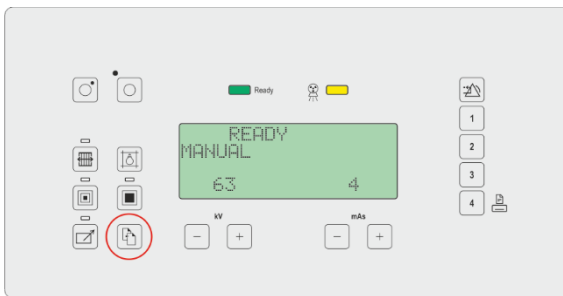 Ready
READY
MANUAL
63 4
kV mAs
- + - +
1
2
3
4